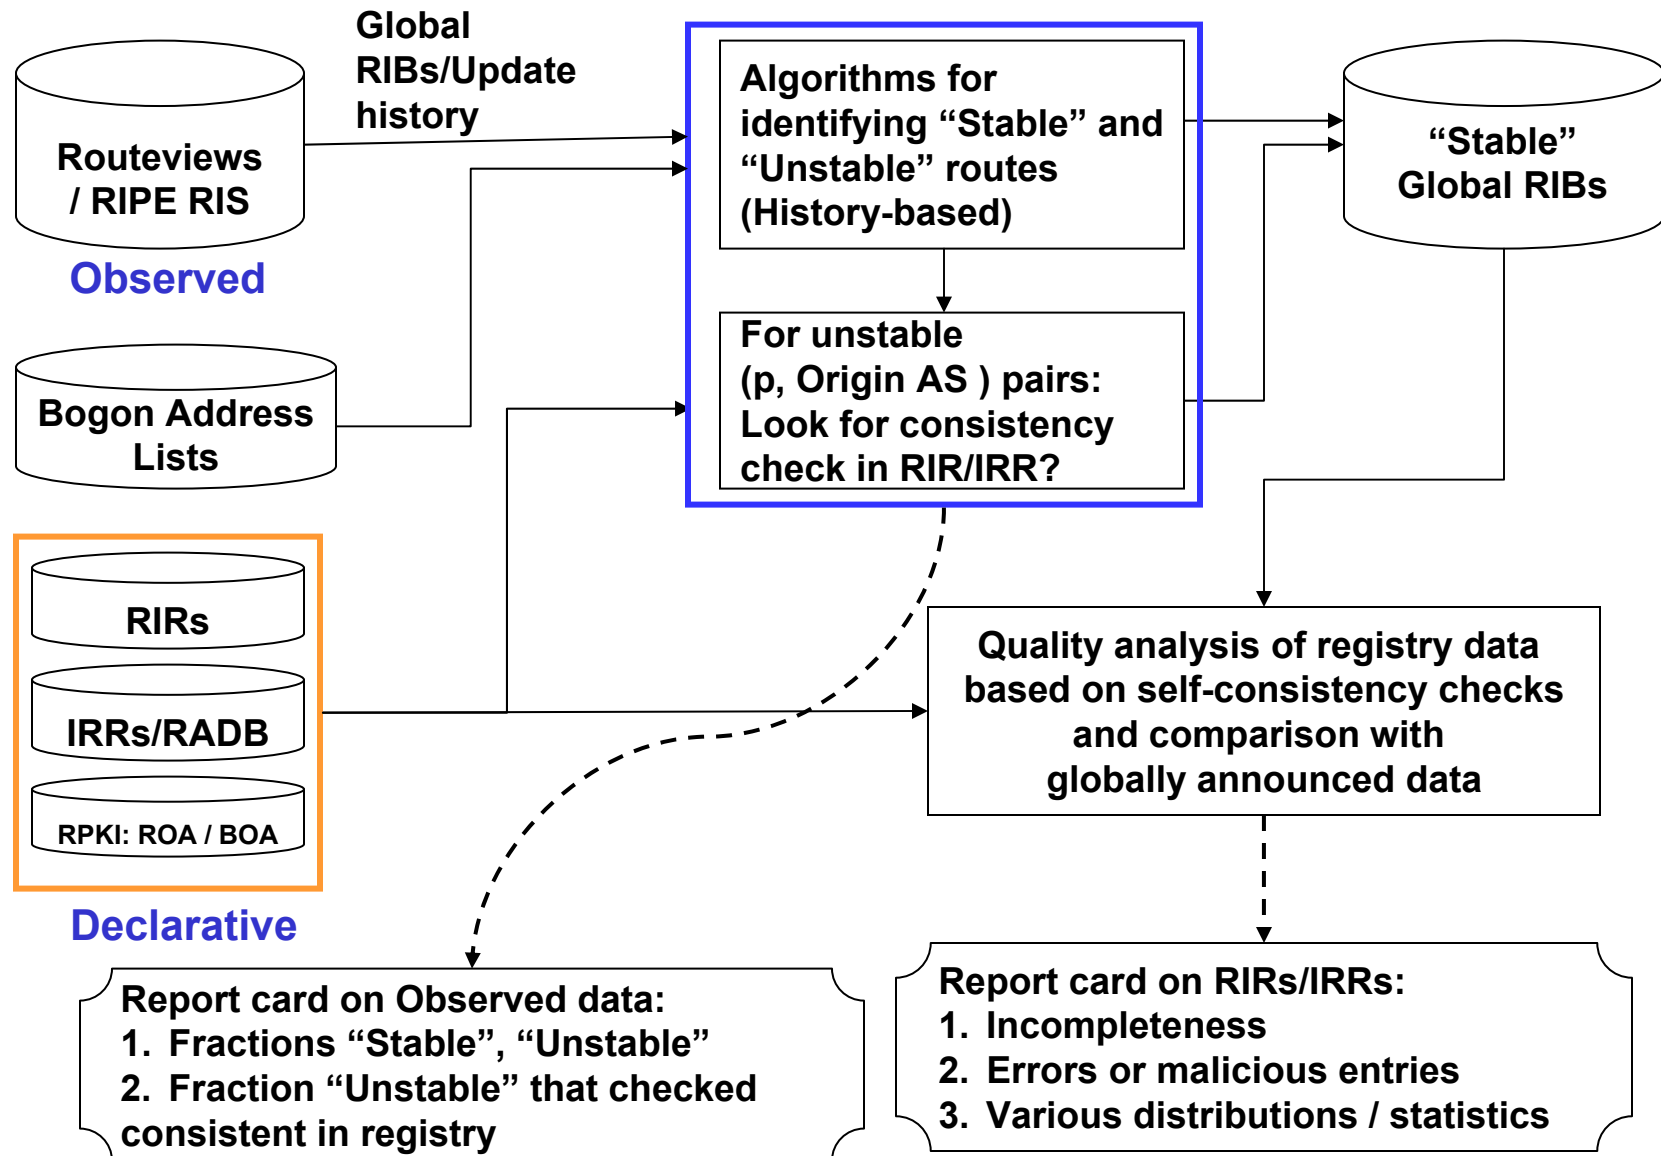 Global
RIBs/Update
history
Routeviews
/ RIPE RIS
Observed
Algorithms for
identifying “Stable” and
“Unstable” routes
(History-based)
“Stable”
Global RIBs
For unstable
(p, Origin AS ) pairs:
Look for consistency
check in RIR/IRR?
Bogon Address
Lists
RIRs
IRRs/RADB
RPKI: ROA / BOA
Declarative
Quality analysis of registry data
based on self-consistency checks
and comparison with
globally announced data
Report card on Observed data:
1. Fractions “Stable”, “Unstable”
2. Fraction “Unstable” that checked
consistent in registry
Report card on RIRs/IRRs:
1. Incompleteness
2. Errors or malicious entries
3. Various distributions / statistics